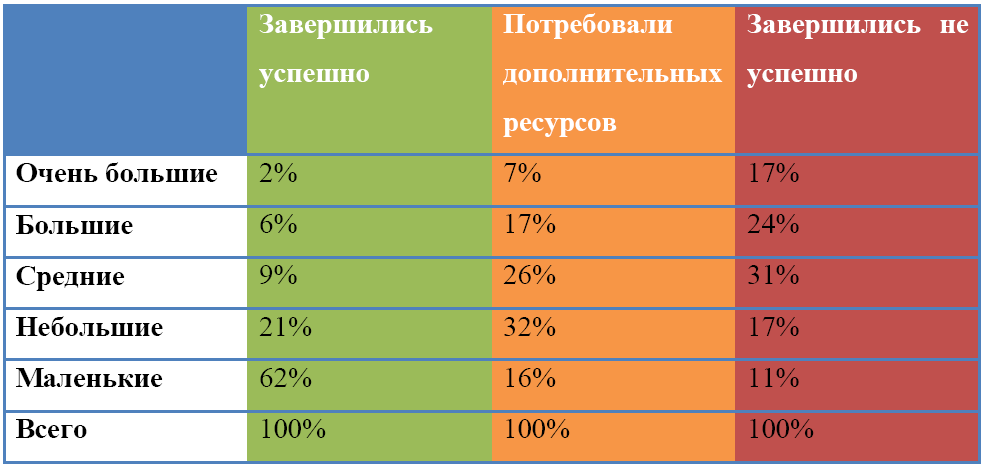 Завершились успешно Потребовали дополнительных ресурсов Завершились не успешно
Очень большие 2% 7% 17%
Большие 6% 17% 24%
Средние 9% 26% 31%
Небольшие 21% 32% 17%
Маленькие 62% 16% 11%
Всего 100% 100% 100%